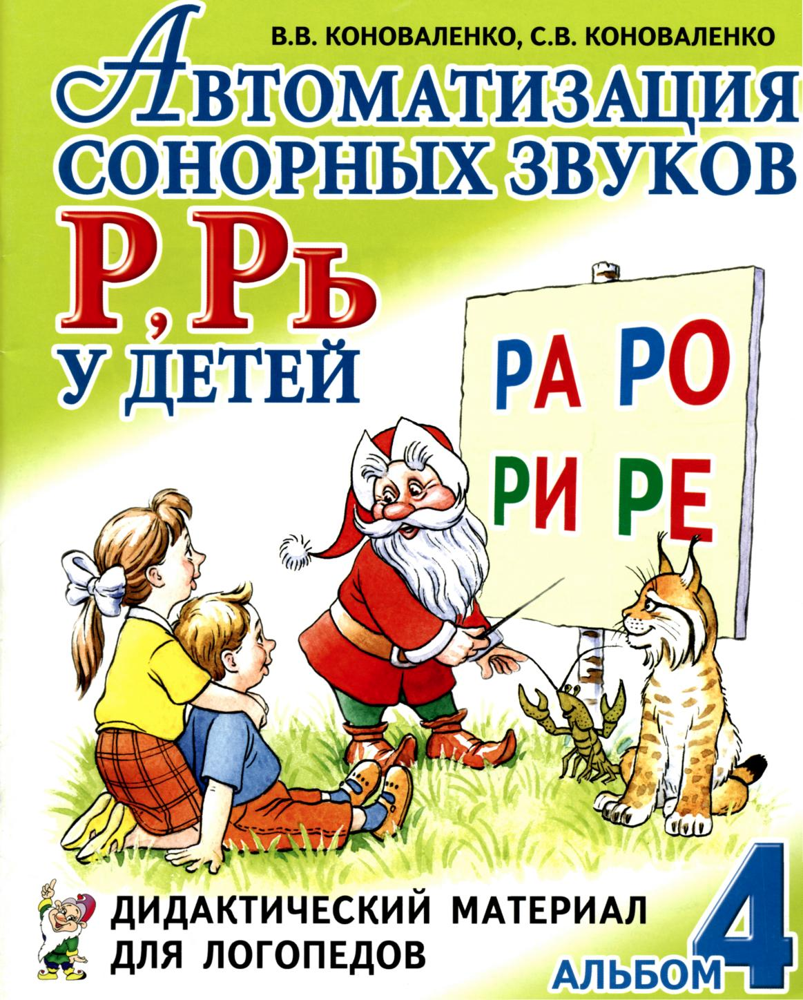 В.В. КОНОВАЛЕНКО, С.В. КОНОВАЛЕНКО
АВТОМАТИЗАЦИЯ
СОНОРНЫХ ЗВУКОВ
Р, Рь
У ДЕТЕЙ
РА РО
РИ РЕ
ДИДАКТИЧЕСКИЙ МАТЕРИАЛ
ДЛЯ ЛОГОПЕДОВ
АЛЬБОМ 4